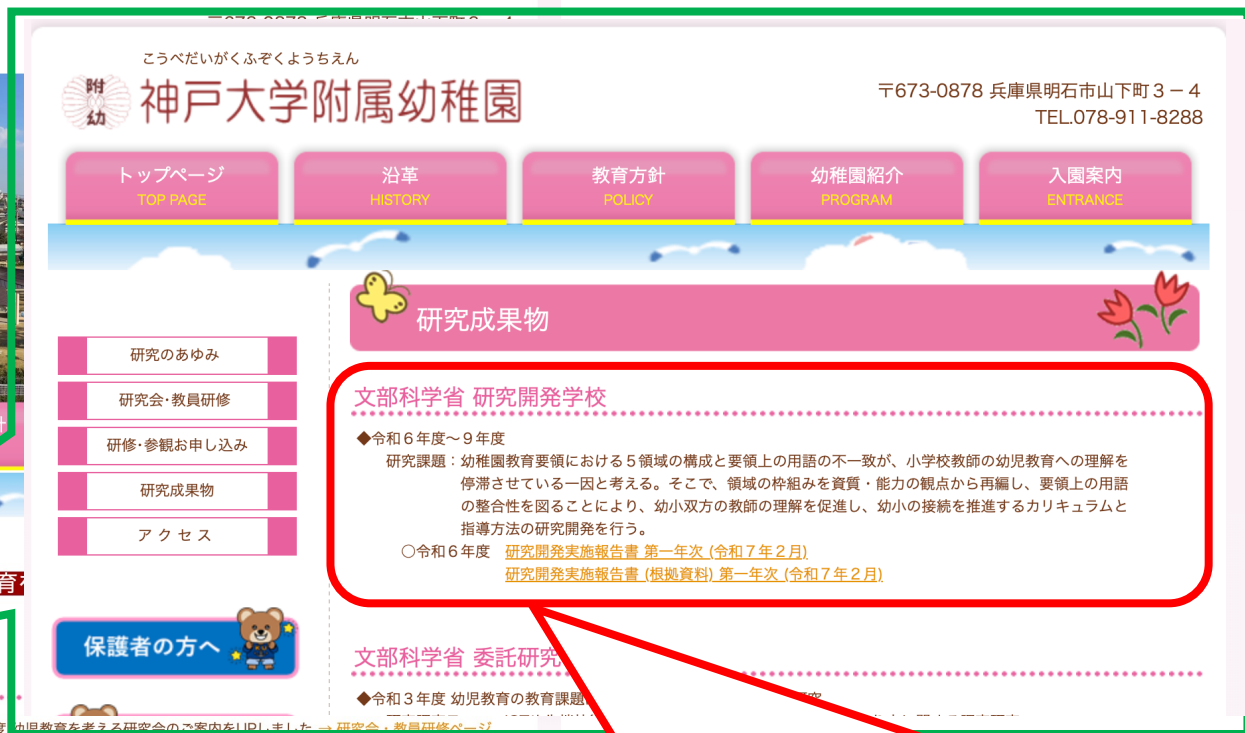 こうべだいがくふぞくようちえん
附幼
神戸大学附属幼稚園
〒673-0878 兵庫県明石市山下町３－４
TEL.078-911-8288
トップページ
TOP PAGE
沿革
HISTORY
教育方針
POLICY
幼稚園紹介
PROGRAM
入園案内
ENTRANCE
研究のあゆみ
研究会・教員研修
研修・参観お申し込み
研究成果物
アクセス
保護者の方へ
研究成果物
文部科学省 研究開発学校
◆令和６年度～９年度
研究課題：幼稚園教育要領における５領域の構成と要領上の用語の不一致が、小学校教師の幼児教育への理解を
停滞させている一因と考える。そこで、領域の枠組みを資質・能力の観点から再編し、要領上の用語
の整合性を図ることにより、幼小双方の教師の理解を促進し、幼小の接続を推進するカリキュラムと
指導方法の研究開発を行う。
○令和６年度 研究開発実施報告書 第一年次 (令和７年２月)
研究開発実施報告書 (根拠資料) 第一年次 (令和７年２月)
文部科学省 委託研究
◆令和３年度 幼児教育の教育課題
幼児教育を考える研究会のご案内をUPしました → 研究会・教員研修ページ